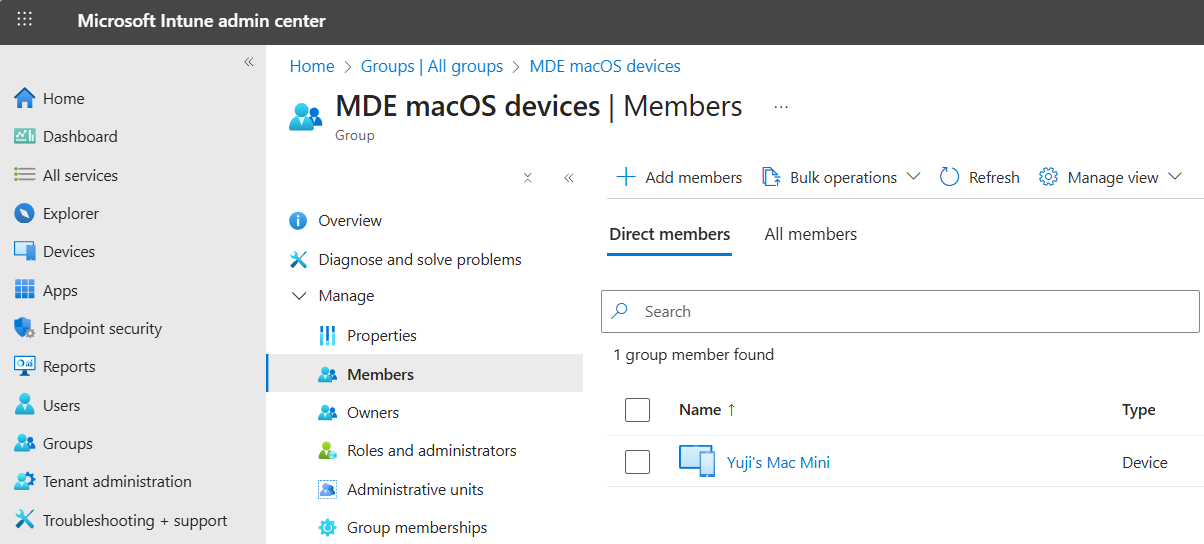 Microsoft Intune admin center
Home
Dashboard
All services
Explorer
Devices
Apps
Endpoint security
Reports
Users
Groups
Tenant administration
Troubleshooting + support
Home > Groups | All groups > MDE macOS devices
MDE macOS devices | Members ...
Group
Overview
Diagnose and solve problems
Manage
Properties
Members
Owners
Roles and administrators
Administrative units
Group memberships
Add members Bulk operations Refresh Manage view
Direct members All members
Search
1 group member found
Name ↑ Type
Yuji's Mac Mini Device